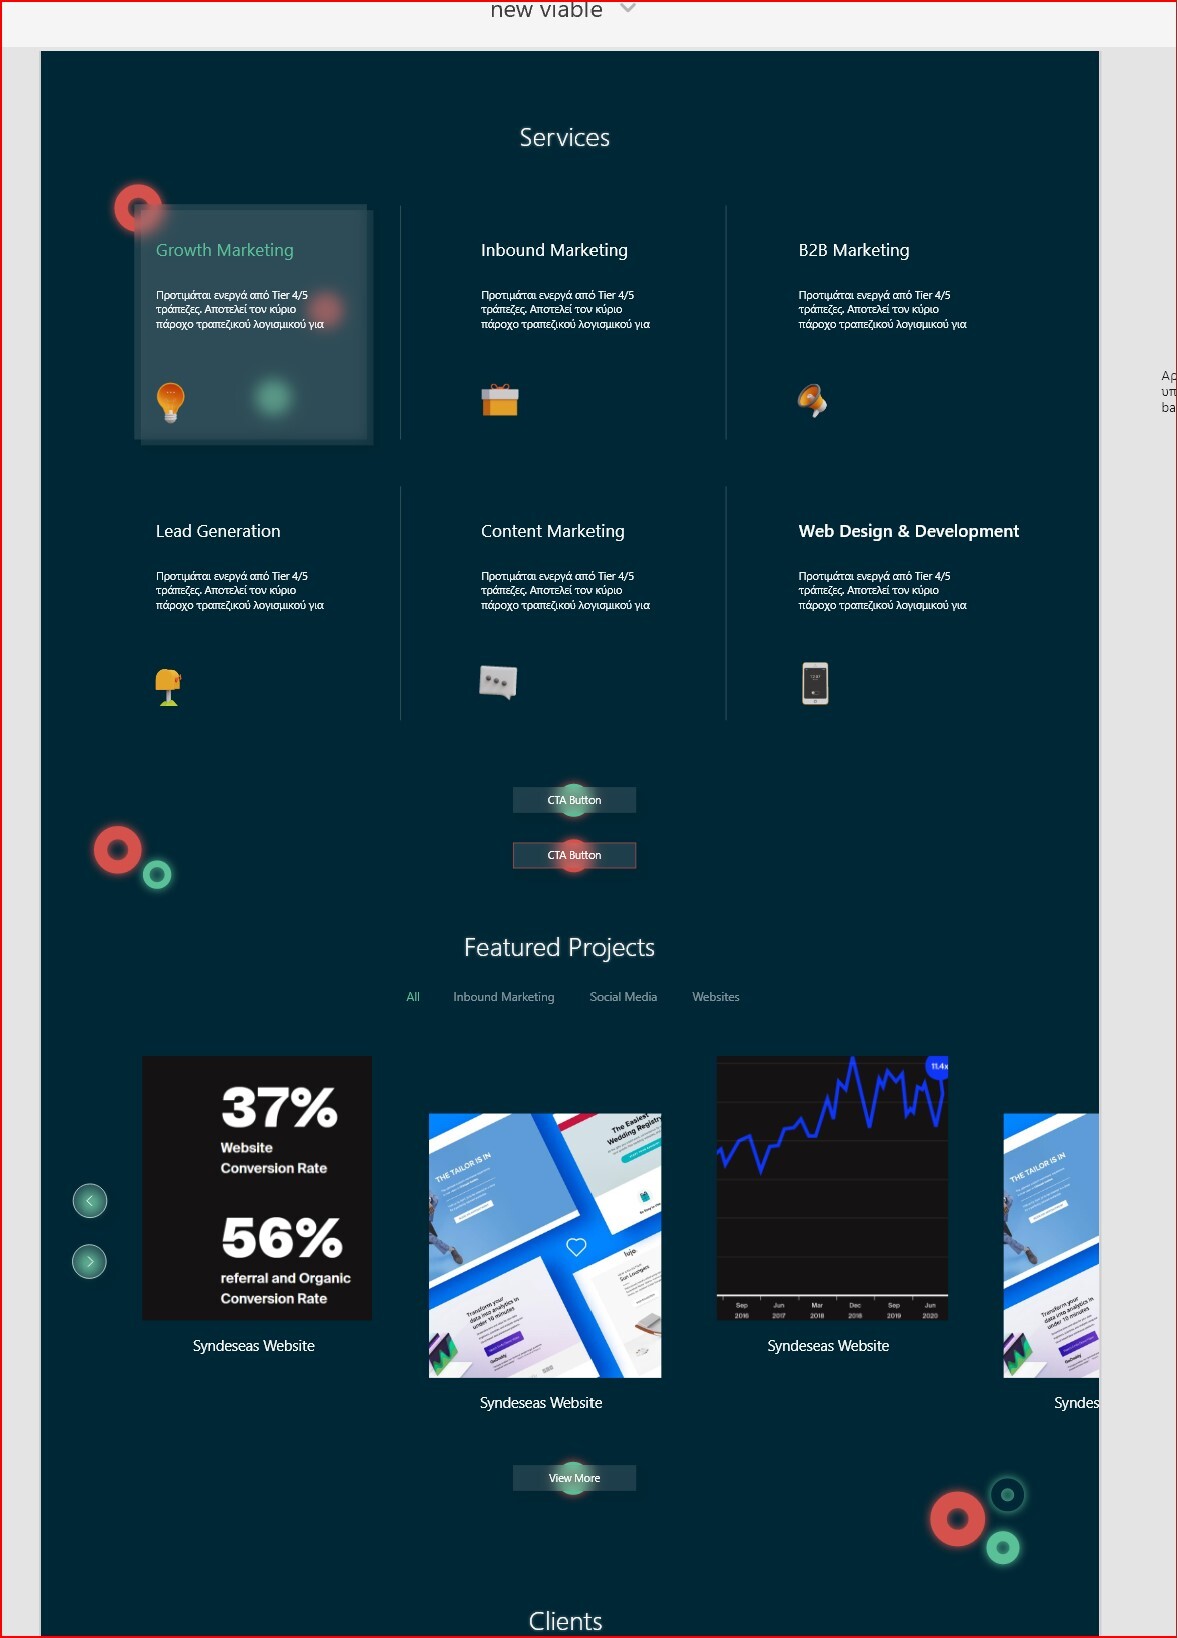 new viable
Services
Growth Marketing
Προτιμάται ενεργά από Tier 4/5
τράπεζες. Αποτελεί τον κύριο
πάροχο τραπεζικού λογισμικού για
Inbound Marketing
Προτιμάται ενεργά από Tier 4/5
τράπεζες. Αποτελεί τον κύριο
πάροχο τραπεζικού λογισμικού για
B2B Marketing
Προτιμάται ενεργά από Tier 4/5
τράπεζες. Αποτελεί τον κύριο
πάροχο τραπεζικού λογισμικού για
Lead Generation
Προτιμάται ενεργά από Tier 4/5
τράπεζες. Αποτελεί τον κύριο
πάροχο τραπεζικού λογισμικού για
Content Marketing
Προτιμάται ενεργά από Tier 4/5
τράπεζες. Αποτελεί τον κύριο
πάροχο τραπεζικού λογισμικού για
Web Design & Development
Προτιμάται ενεργά από Tier 4/5
τράπεζες. Αποτελεί τον κύριο
πάροχο τραπεζικού λογισμικού για
CTA Button
CTA Button
Featured Projects
All Inbound Marketing Social Media Websites
37%
Website
Conversion Rate
56%
referral and Organic
Conversion Rate
Syndeseas Website
The Easiest
Wedding Registry
THE TAILOR IS IN
lujo
Sun Loungers
Transform your
data into analytics in
under 10 minutes
Syndeseas Website
11.4x
Sep Jun Mar Dec Sep Jun
2016 2017 2018 2018 2019 2020
Syndeseas Website
THE TAILOR IS IN
Transform your
data into analytics in
under 10 minutes
Syndes
View More
Clients